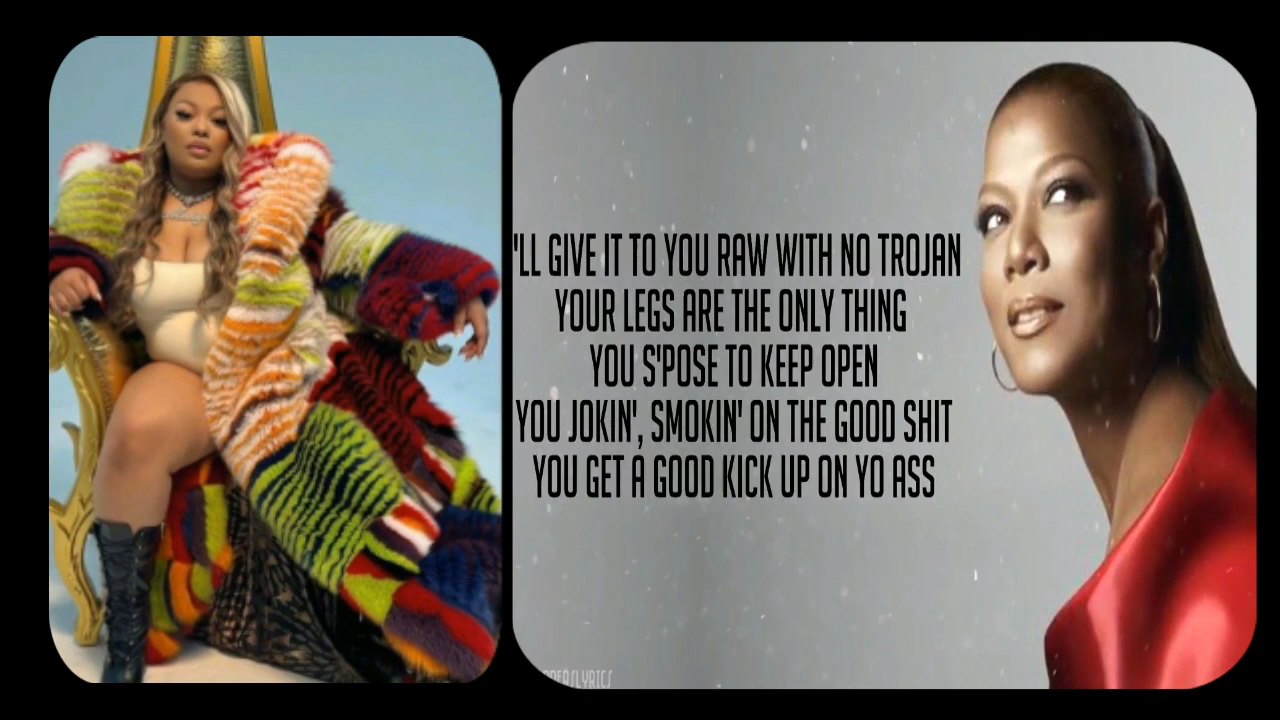 'LL GIVE IT TO YOU RAW WITH NO TROJAN
YOUR LEGS ARE THE ONLY THING
YOU S'POSE TO KEEP OPEN
YOU JOKIN', SMOKIN' ON THE GOOD SHIT
YOU GET A GOOD KICK UP ON YO ASS